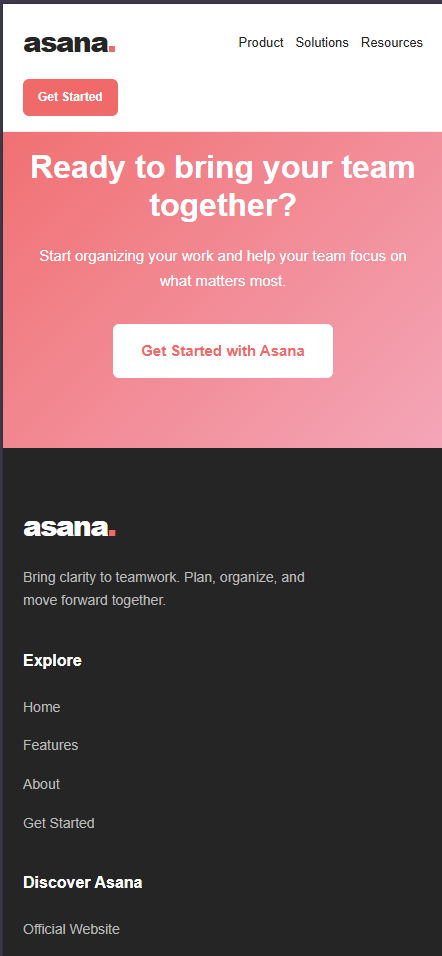 asana.
Product Solutions Resources
Get Started
Ready to bring your team
together?
Start organizing your work and help your team focus on
what matters most.
Get Started with Asana
asana.
Bring clarity to teamwork. Plan, organize, and
move forward together.
Explore
Home
Features
About
Get Started
Discover Asana
Official Website